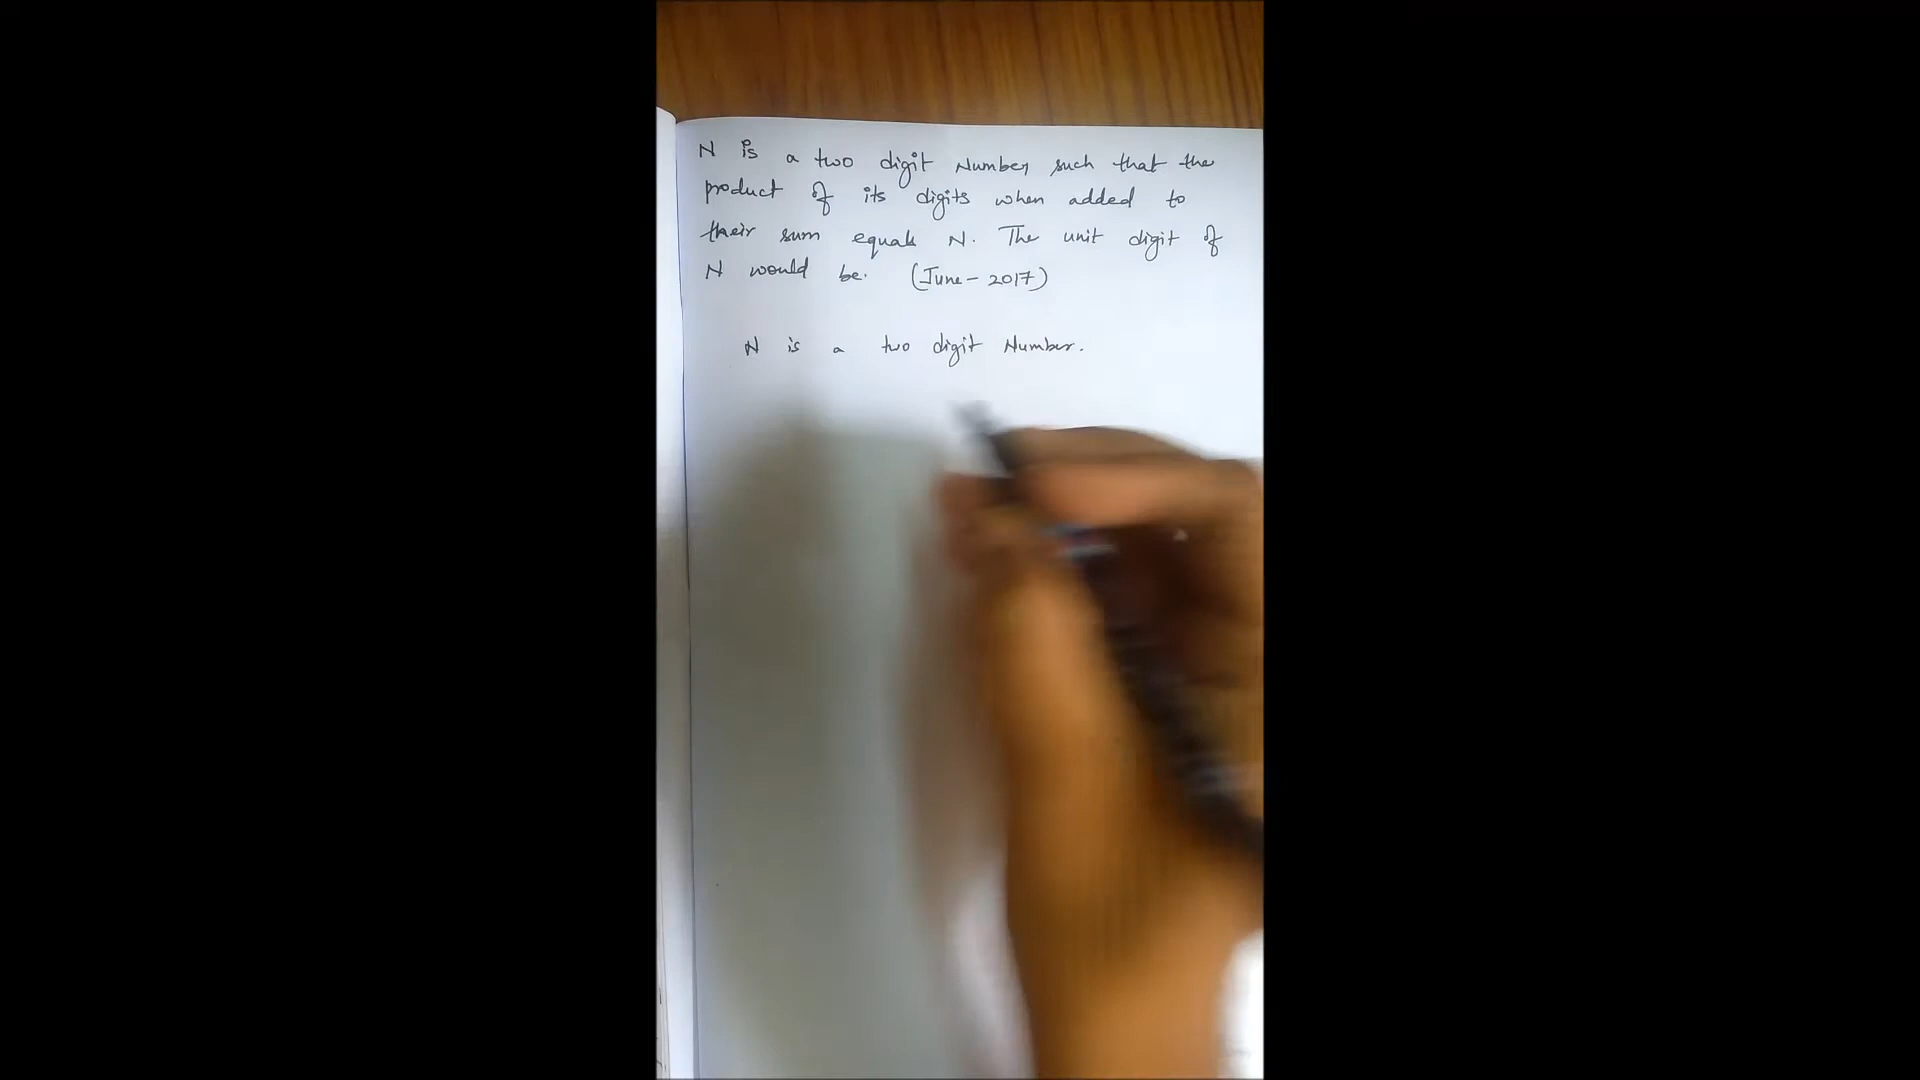 N is a two digit Number, such that the
product of its digits when added to
their sum equals N. The unit digit of
N would be. (June - 2017)
N is a two digit Number.